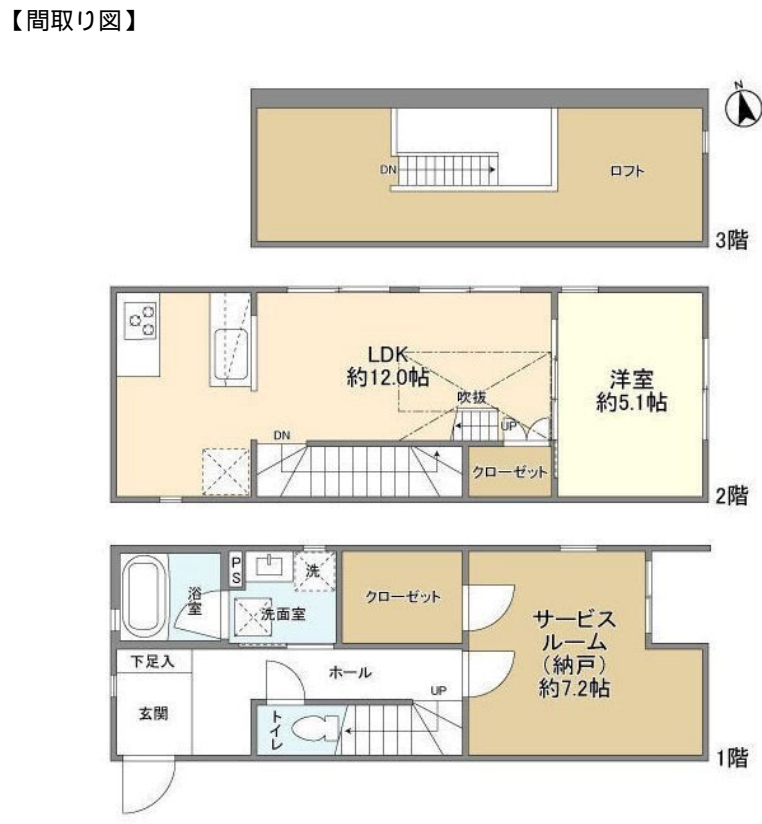 【間取り図】
N
DN
ロフト
3階
LDK
約12.0帖
吹抜
UP
DN
クローゼット
洋室
約5.1帖
2階
浴室
PS
洗
洗面室
クローゼット
サービス
ルーム
(納戸)
約7.2帖
下足入
ホール
玄関
トイレ
UP
1階